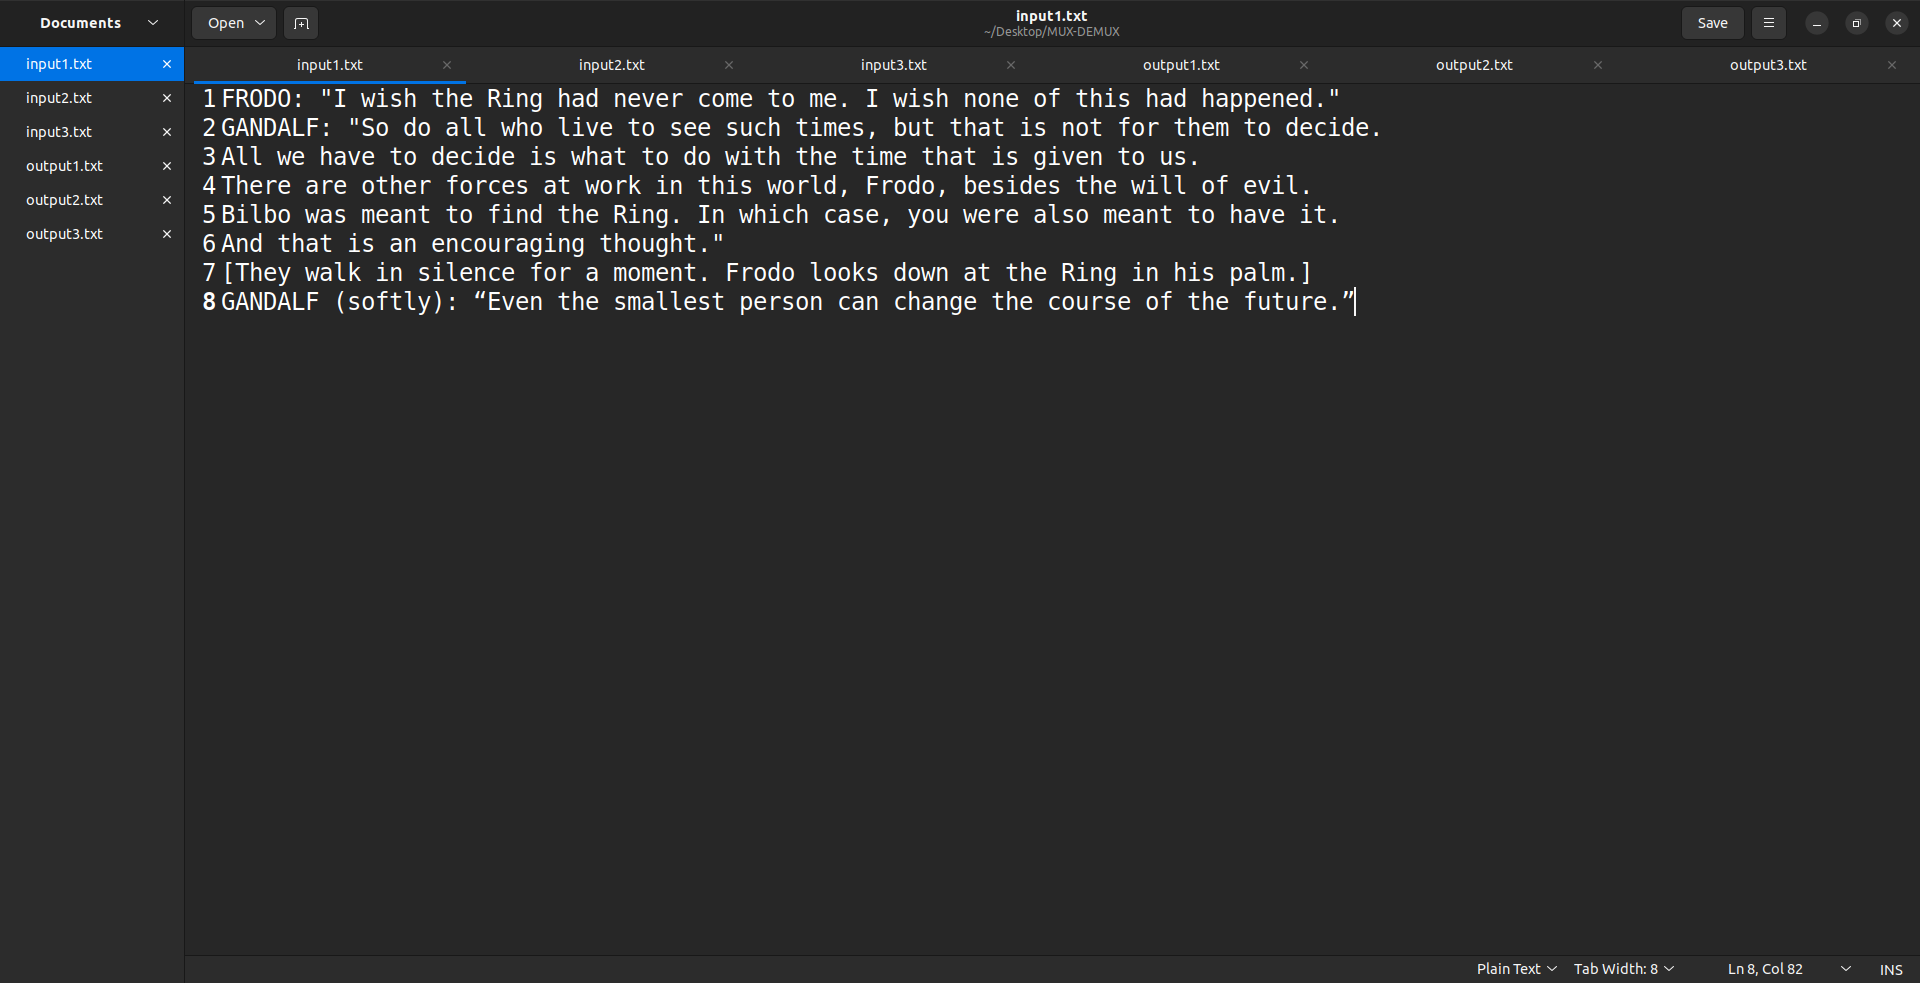 Documents
Open
input1.txt
~/Desktop/MUX-DEMUX
Save
input1.txt
input2.txt
input3.txt
output1.txt
output2.txt
output3.txt
input1.txt input2.txt input3.txt output1.txt output2.txt output3.txt
1 FRODO: "I wish the Ring had never come to me. I wish none of this had happened."
2 GANDALF: "So do all who live to see such times, but that is not for them to decide.
3 All we have to decide is what to do with the time that is given to us.
4 There are other forces at work in this world, Frodo, besides the will of evil.
5 Bilbo was meant to find the Ring. In which case, you were also meant to have it.
6 And that is an encouraging thought."
7 [They walk in silence for a moment. Frodo looks down at the Ring in his palm.]
8 GANDALF (softly): “Even the smallest person can change the course of the future.”
Plain Text Tab Width: 8 Ln 8, Col 82 INS